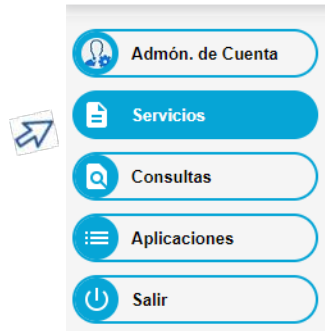 Admón. de Cuenta
Servicios
Consultas
Aplicaciones
Salir